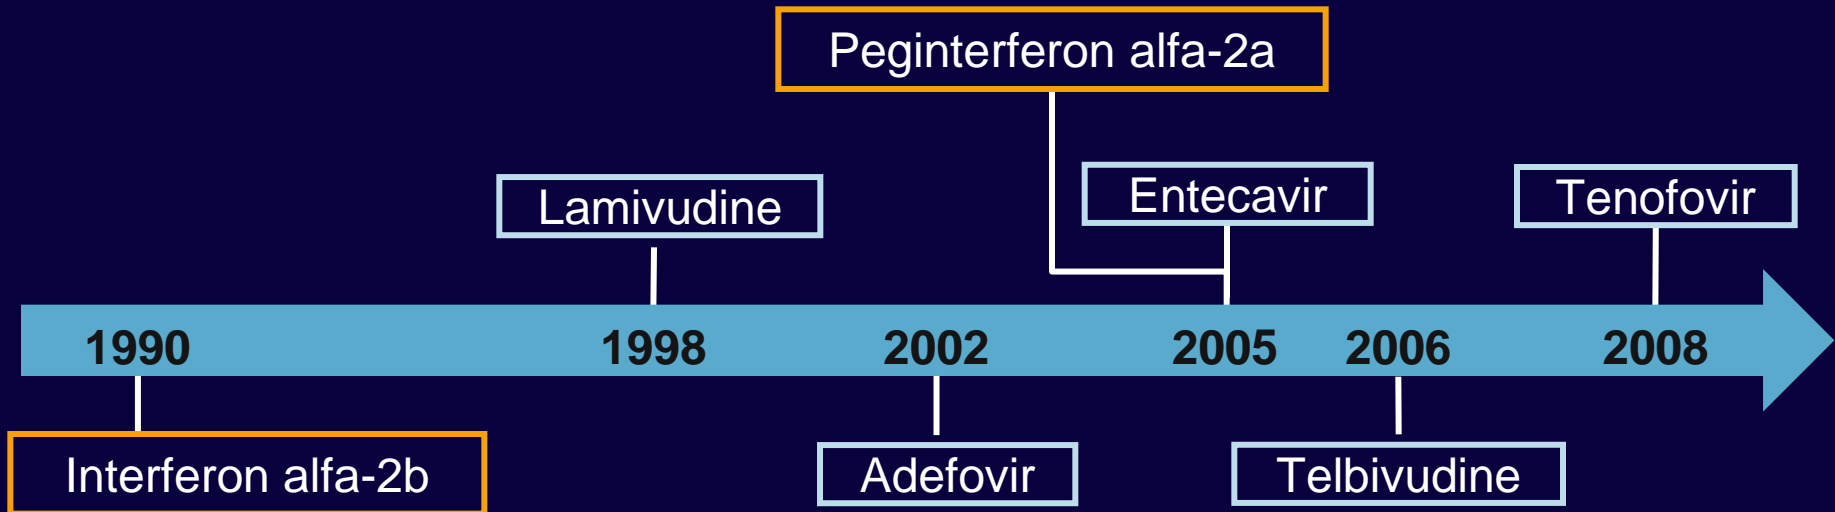 Peginterferon alfa-2a
Lamivudine
Entecavir
Tenofovir
1990 1998 2002 2005 2006 2008
Interferon alfa-2b
Adefovir
Telbivudine